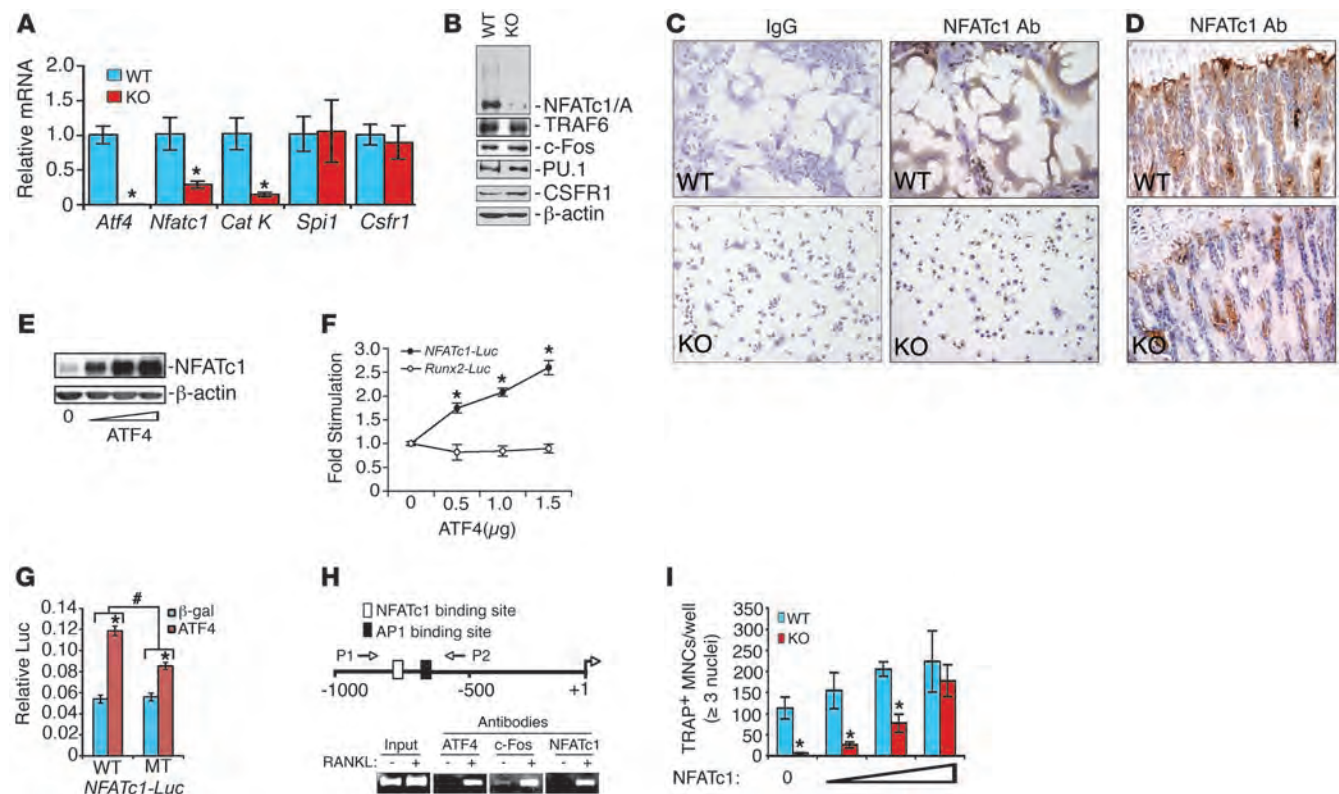 A
Relative mRNA
2.0
1.5
1.0
0.5
0
WT
KO
*
*
*
Atf4 Nfatc1 Cat K Spi1 Csfr1
B
WT KO
-NFATc1/A
-TRAF6
-c-Fos
-PU.1
-CSFR1
-β-actin
C
IgG NFATc1 Ab
WT WT
KO KO
D
NFATc1 Ab
WT
KO
E
-NFATc1
-β-actin
0
ATF4
F
Fold Stimulation
3.0
2.5
2.0
1.5
1.0
0.5
0
NFATc1-Luc
Runx2-Luc
* * *
0 0.5 1.0 1.5
ATF4(µg)
G
Relative Luc
0.14
0.12
0.10
0.08
0.06
0.04
0.02
0
#
* *
β-gal
ATF4
WT MT
NFATc1-Luc
H
NFATc1 binding site
AP1 binding site
P1 P2
-1000 -500 +1
Antibodies
Input ATF4 c-Fos NFATc1
RANKL: - + - + - + - +
I
TRAP+ MNCs/well
(≥ 3 nuclei)
350
300
250
200
150
100
50
0
WT
KO
* * *
NFATc1: 0